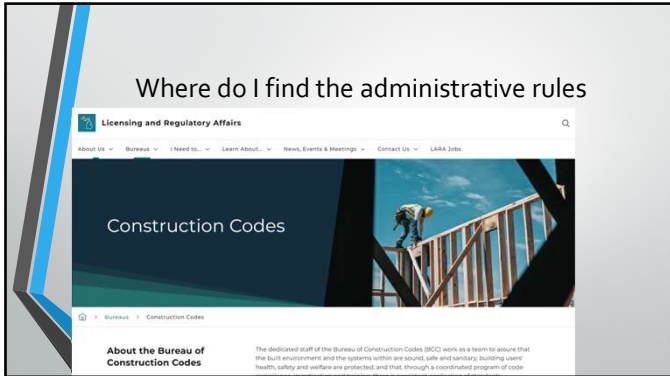 Where do I find the administrative rules
Licensing and Regulatory Affairs
About Us
Bureaus
I Need to...
Learn About...
News, Events & Meetings
Contact Us
LARA Jobs
Construction Codes
> Bureaus > Construction Codes
About the Bureau of
Construction Codes
The dedicated staff of the Bureau of Construction Codes (BCC) work as a team to assure that
the built environment and the systems within are sound, safe and sanitary; building users'
health, safety and welfare are protected; and that, through a coordinated program of code